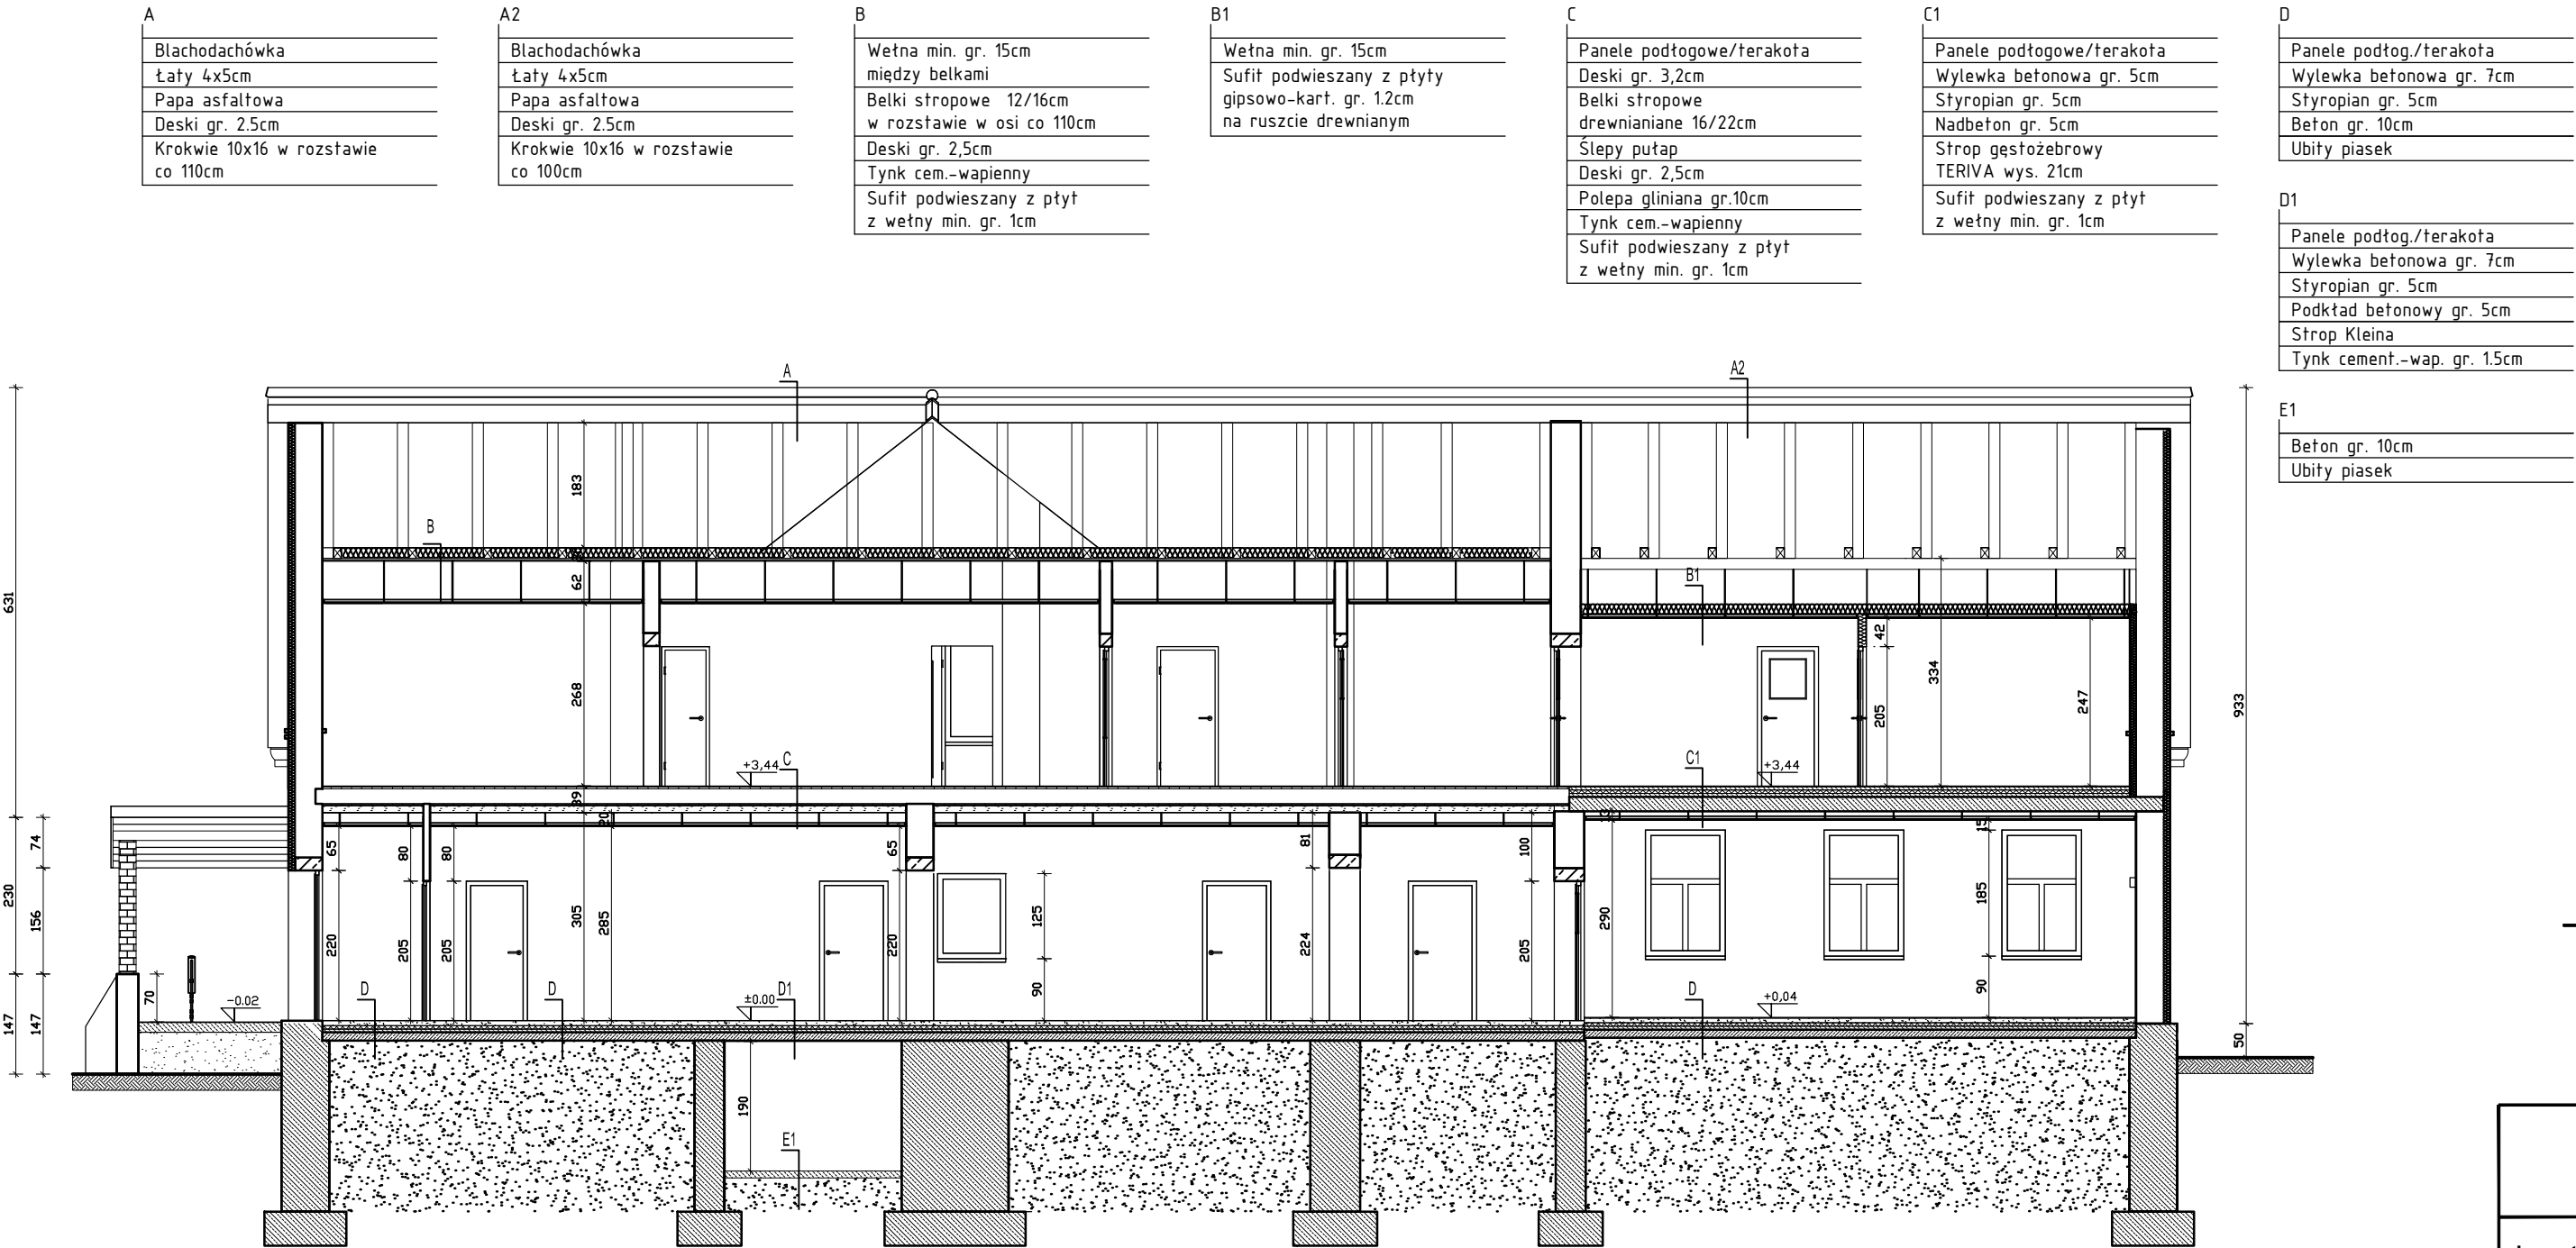 A
Blachodachówka
Łaty 4x5cm
Papa asfaltowa
Deski gr. 2.5cm
Krokwie 10x16 w rozstawie
co 110cm
A2
Blachodachówka
Łaty 4x5cm
Papa asfaltowa
Deski gr. 2.5cm
Krokwie 10x16 w rozstawie
co 100cm
B
Wełna min. gr. 15cm
między belkami
Belki stropowe 12/16cm
w rozstawie w osi co 110cm
Deski gr. 2,5cm
Tynk cem.-wapienny
Sufit podwieszany z płyt
z wełny min. gr. 1cm
B1
Wełna min. gr. 15cm
Sufit podwieszany z płyty
gipsowo-kart. gr. 1.2cm
na ruszcie drewnianym
C
Panele podłogowe/terakota
Deski gr. 3,2cm
Belki stropowe
drewnianiane 16/22cm
Ślepy pułap
Deski gr. 2,5cm
Polepa gliniana gr.10cm
Tynk cem.-wapienny
Sufit podwieszany z płyt
z wełny min. gr. 1cm
C1
Panele podłogowe/terakota
Wylewka betonowa gr. 5cm
Styropian gr. 5cm
Nadbeton gr. 5cm
Strop gęstożebrowy
TERIVA wys. 21cm
Sufit podwieszany z płyt
z wełny min. gr. 1cm
D
Panele podłog./terakota
Wylewka betonowa gr. 7cm
Styropian gr. 5cm
Beton gr. 10cm
Ubity piasek
D1
Panele podłog./terakota
Wylewka betonowa gr. 7cm
Styropian gr. 5cm
Podkład betonowy gr. 5cm
Strop Kleina
Tynk cement.-wap. gr. 1.5cm
E1
Beton gr. 10cm
Ubity piasek
A
A2
183
B
62
B1
631
42
268
334
205
247
933
+3,44
C
C1
+3,44
39
20
15
74
65
80
80
65
81
100
230
156
220
205
205
305
285
220
125
224
205
290
185
70
-0.02
D
D
±0.00
D1
90
D
+0,04
90
147
147
50
190
E1